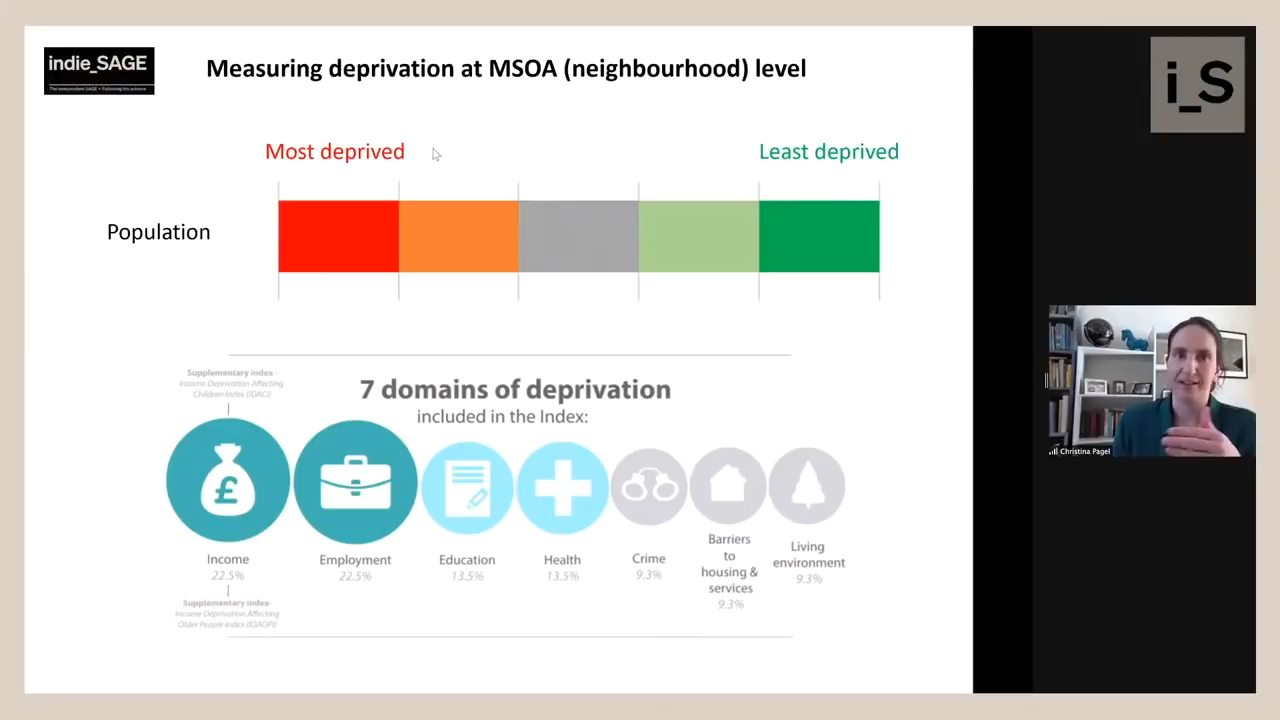 indie_SAGE
The independent SAGE • Following the science
Measuring deprivation at MSOA (neighbourhood) level
i_S
Most deprived
Least deprived
Population
Supplementary index -
Income Deprivation Affecting
Children Index (IDACI)
7 domains of deprivation
included in the Index:
£
Income
22.5%
Employment
22.5%
Education
13.5%
Health
13.5%
Crime
9.3%
Barriers
to
housing &
services
9.3%
Living
environment
9.3%
Supplementary index-
Income Deprivation Affecting
Older People Index (IDAOPI)
Christina Pagel